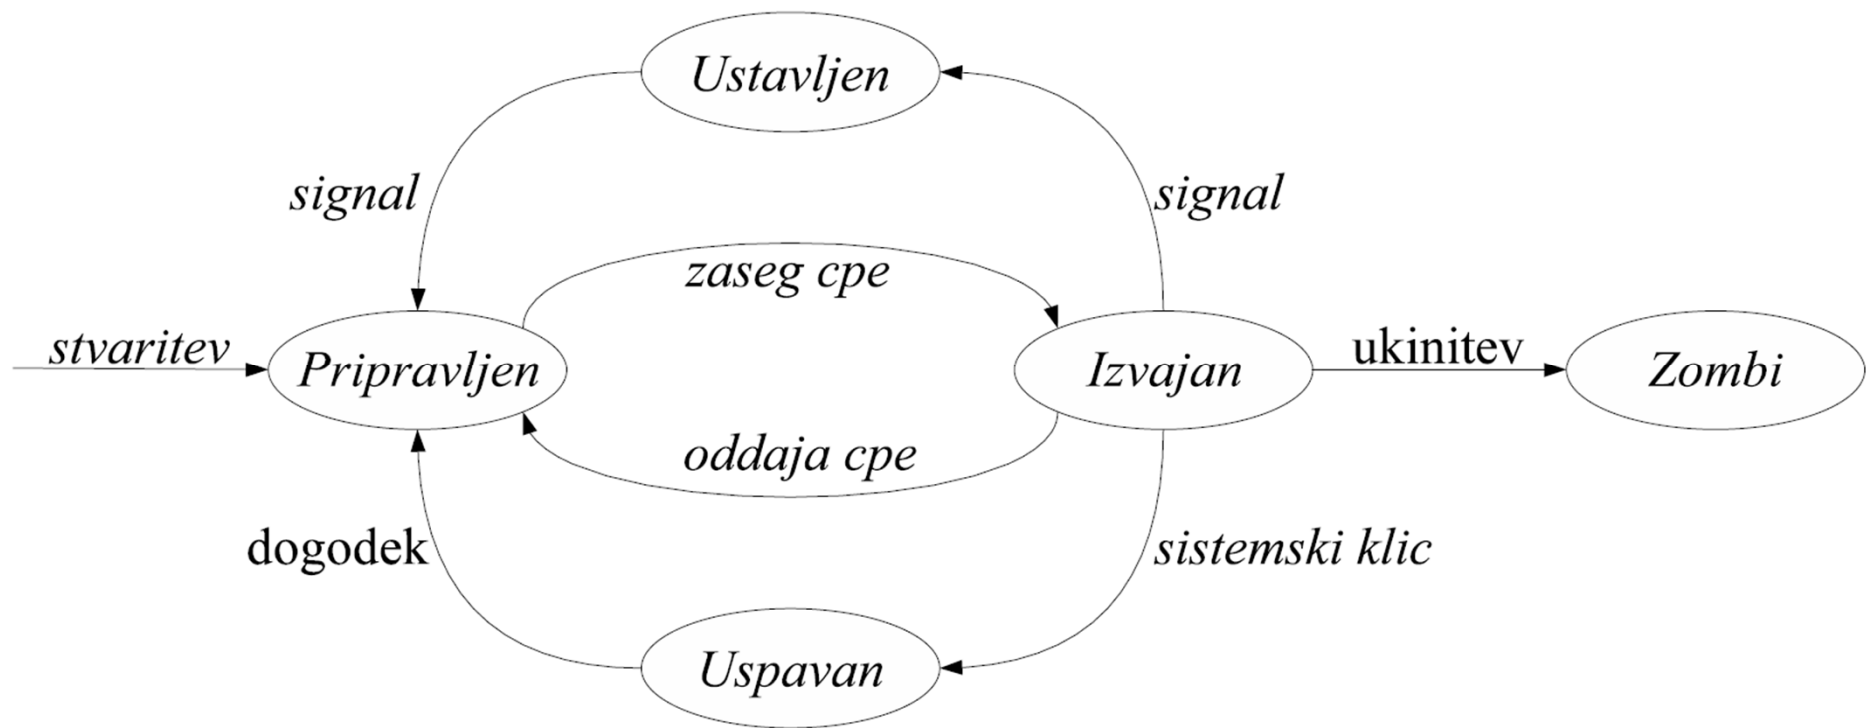 Ustavljen
signal
signal
zaseg cpe
stvaritev
Pripravljen
Izvajan
ukinitev
Zombi
oddaja cpe
dogodek
sistemski klic
Uspavan